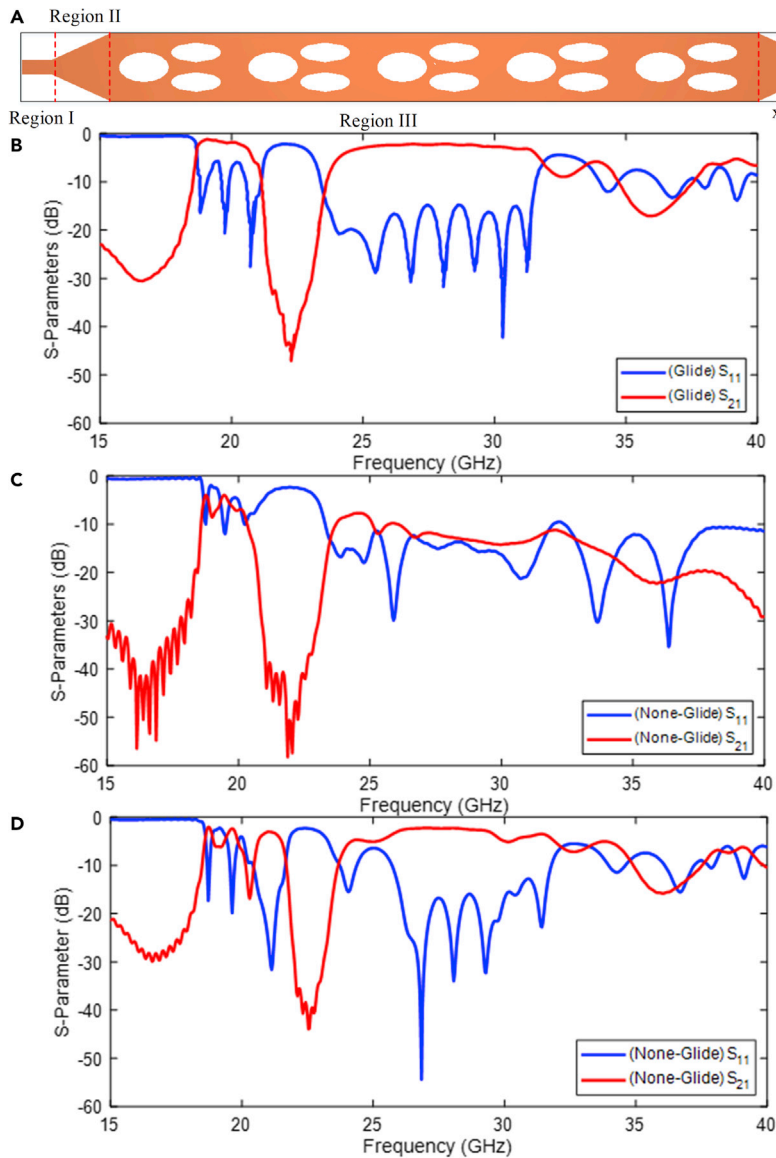 A
Region II
Region I
Region III
x
B
S-Parameters (dB)
0
-10
-20
-30
-40
-50
-60
(Glide) S11
(Glide) S21
15
20
25
30
35
40
Frequency (GHz)
C
S-Parameters (dB)
0
-10
-20
-30
-40
-50
-60
(None-Glide) S11
(None-Glide) S21
15
20
25
30
35
40
Frequency (GHz)
D
S-Parameter (dB)
0
-10
-20
-30
-40
-50
-60
(None-Glide) S11
(None-Glide) S21
15
20
25
30
35
40
Frequency (GHz)